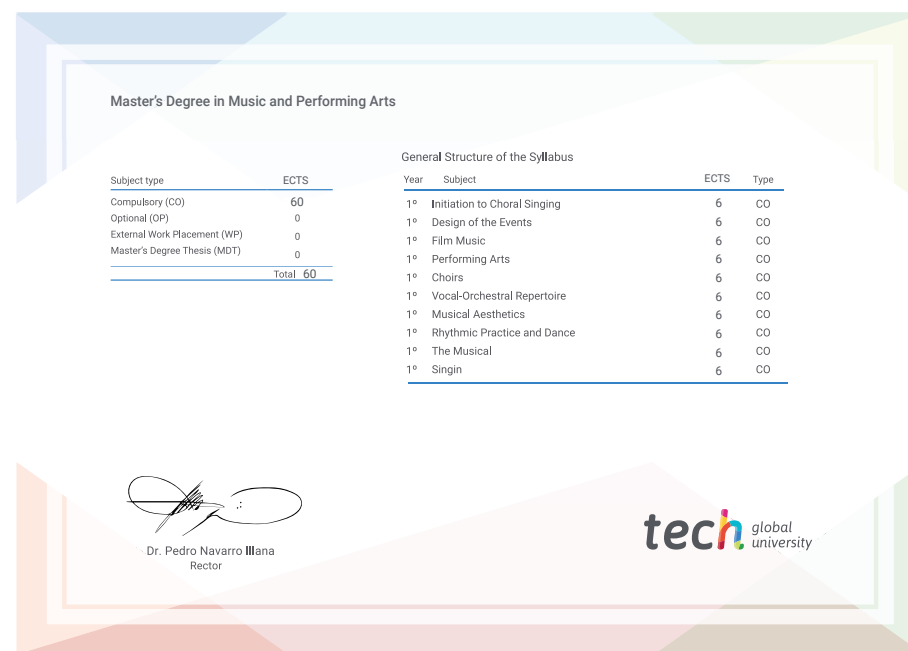 Master's Degree in Music and Performing Arts
General Structure of the Syllabus
Subject type ECTS
Compulsory (CO) 60
Optional (OP) 0
External Work Placement (WP) 0
Master's Degree Thesis (MDT) 0
Total 60
Year Subject ECTS Type
1º Initiation to Choral Singing 6 CO
1º Design of the Events 6 CO
1º Film Music 6 CO
1º Performing Arts 6 CO
1º Choirs 6 CO
1º Vocal-Orchestral Repertoire 6 CO
1º Musical Aesthetics 6 CO
1º Rhythmic Practice and Dance 6 CO
1º The Musical 6 CO
1º Singin 6 CO
Dr. Pedro Navarro Illana
Rector
tech global
university